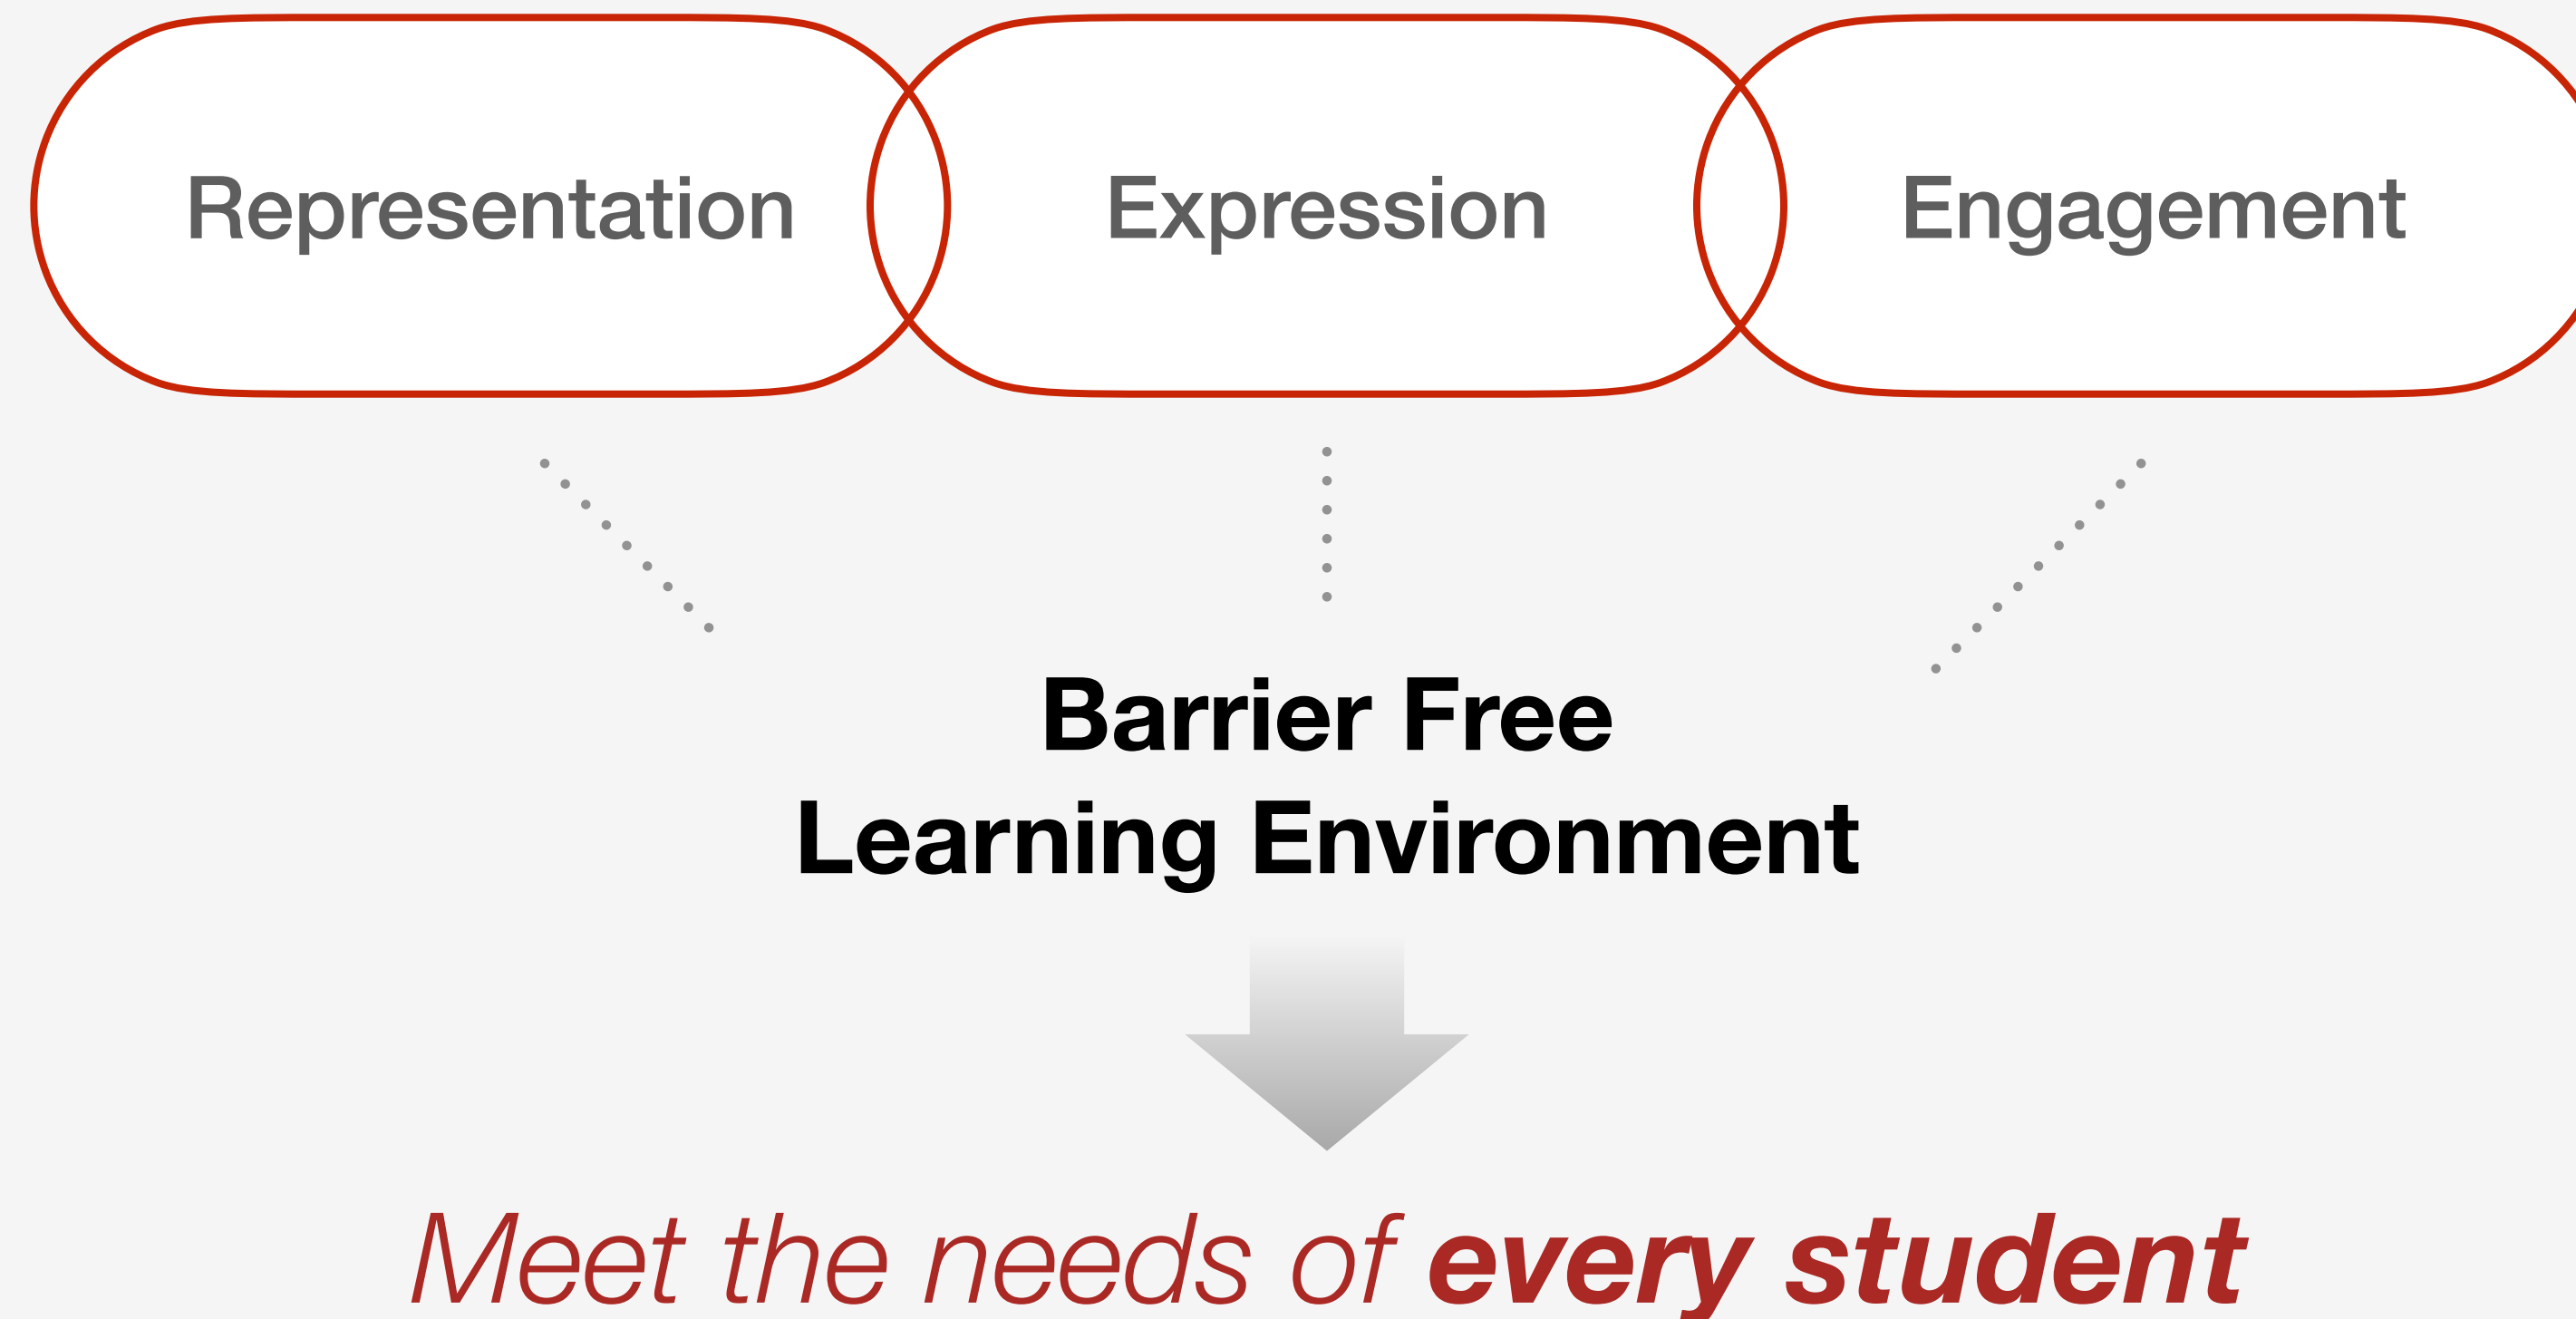 Representation
Expression
Engagement
Barrier Free
Learning Environment
Meet the needs of every student